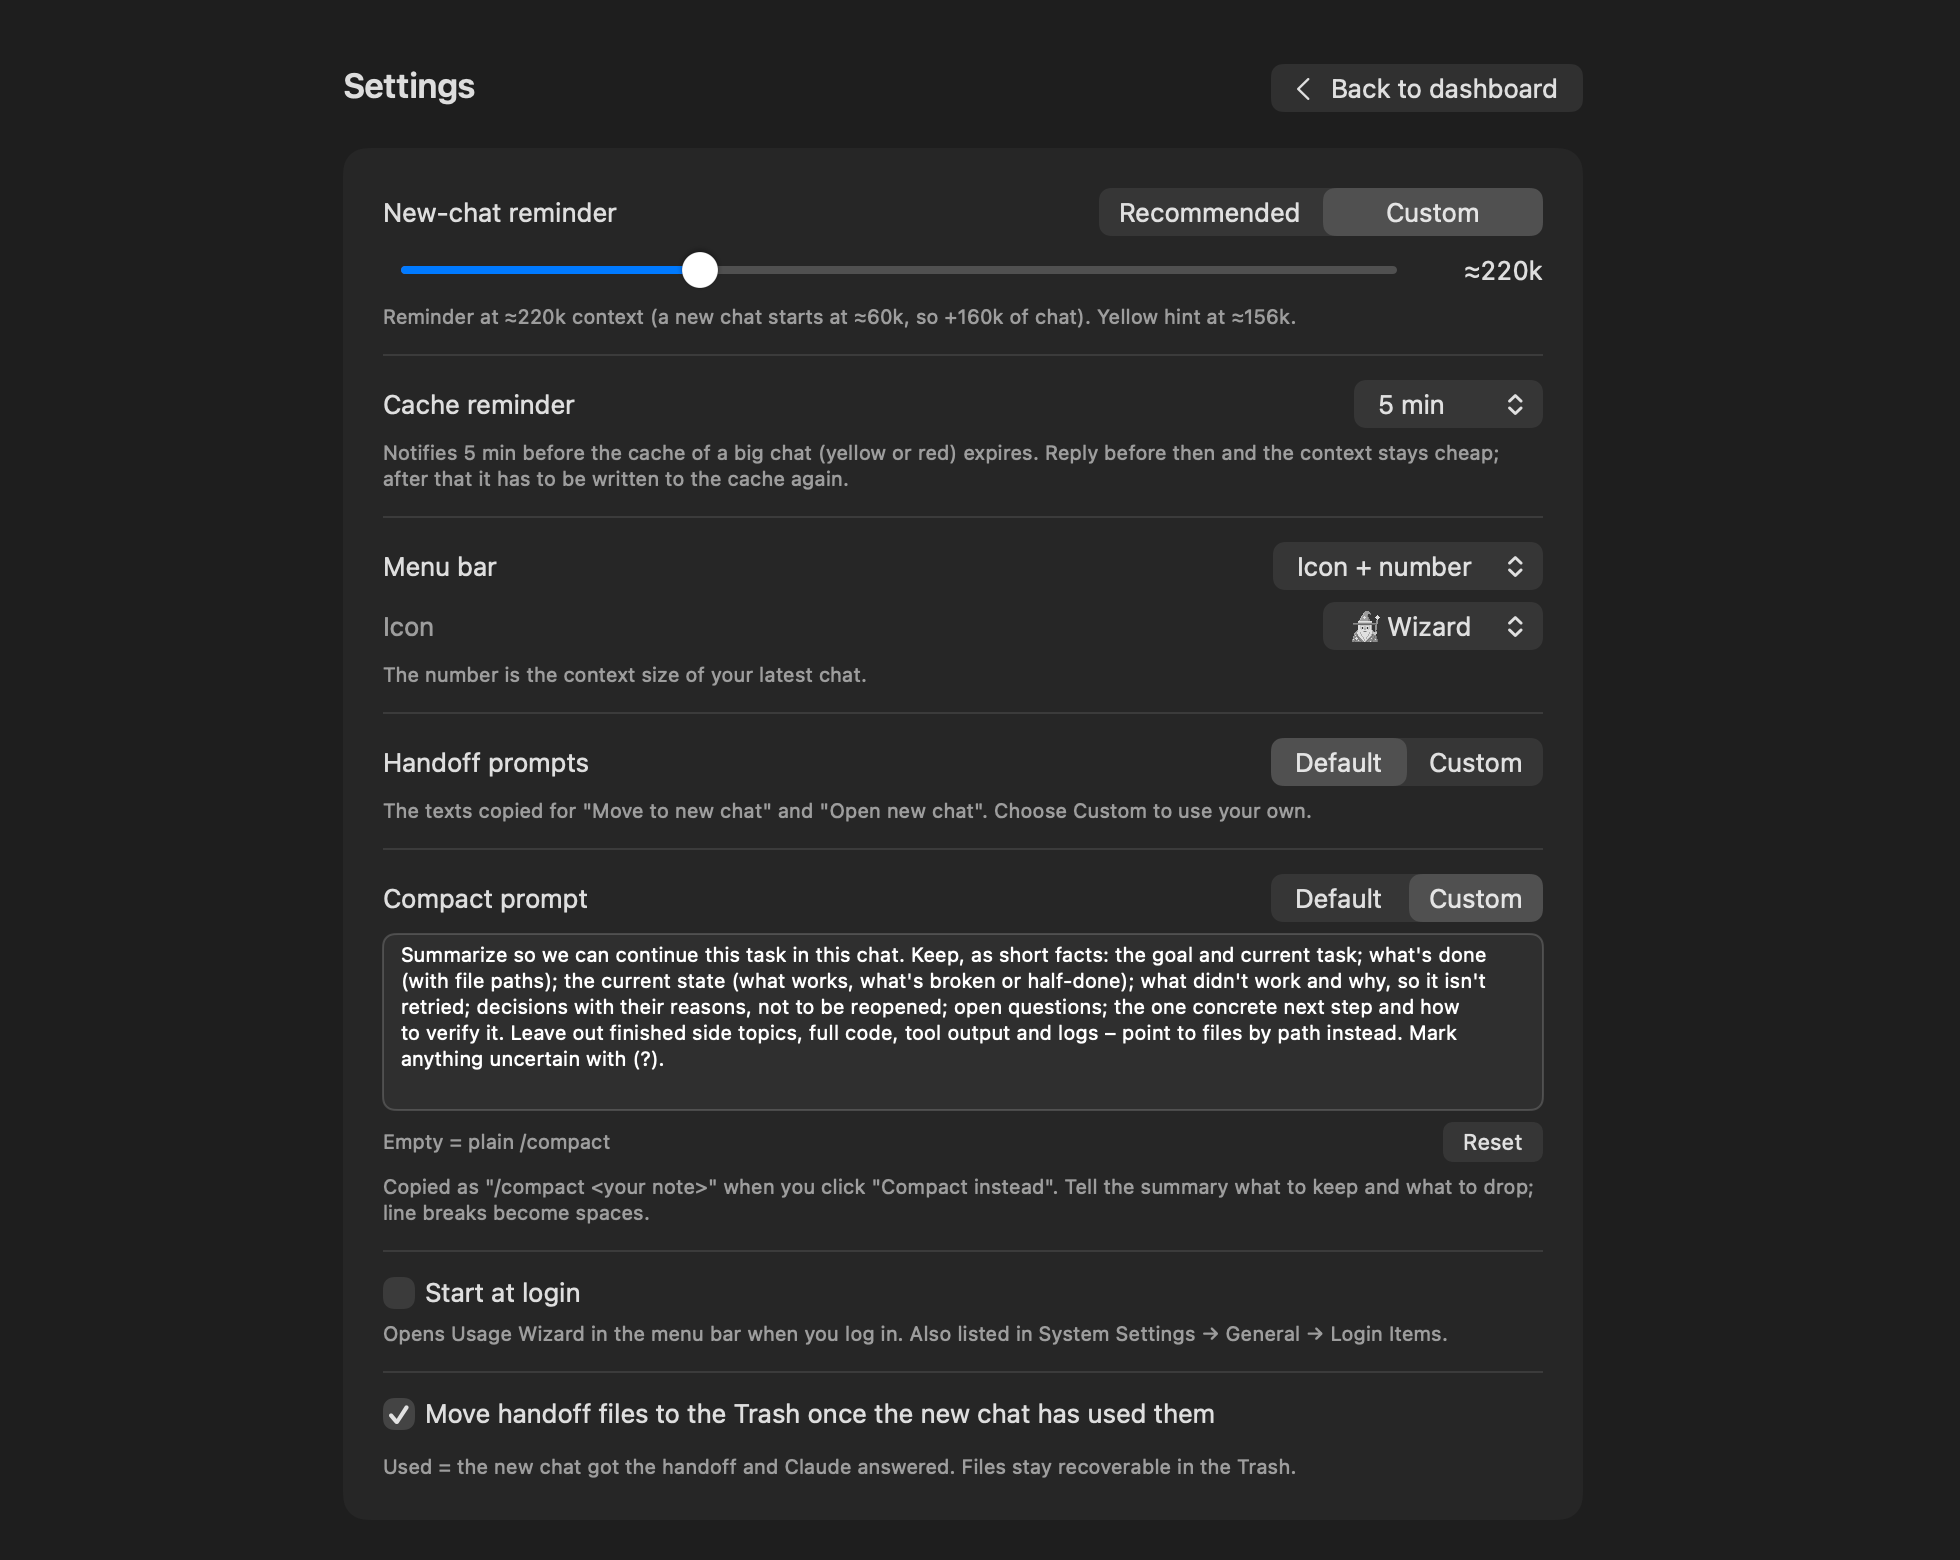 Settings
Back to dashboard
New-chat reminder
Recommended
Custom
≈220k
Reminder at ≈220k context (a new chat starts at ≈60k, so +160k of chat). Yellow hint at ≈156k.
Cache reminder
5 min
Notifies 5 min before the cache of a big chat (yellow or red) expires. Reply before then and the context stays cheap;
after that it has to be written to the cache again.
Menu bar
Icon + number
Icon
Wizard
The number is the context size of your latest chat.
Handoff prompts
Default
Custom
The texts copied for "Move to new chat" and "Open new chat". Choose Custom to use your own.
Compact prompt
Default
Custom
Summarize so we can continue this task in this chat. Keep, as short facts: the goal and current task; what's done
(with file paths); the current state (what works, what's broken or half-done); what didn't work and why, so it isn't
retried; decisions with their reasons, not to be reopened; open questions; the one concrete next step and how
to verify it. Leave out finished side topics, full code, tool output and logs – point to files by path instead. Mark
anything uncertain with (?).
Empty = plain /compact
Reset
Copied as "/compact <your note>" when you click "Compact instead". Tell the summary what to keep and what to drop;
line breaks become spaces.
Start at login
Opens Usage Wizard in the menu bar when you log in. Also listed in System Settings → General → Login Items.
Move handoff files to the Trash once the new chat has used them
Used = the new chat got the handoff and Claude answered. Files stay recoverable in the Trash.